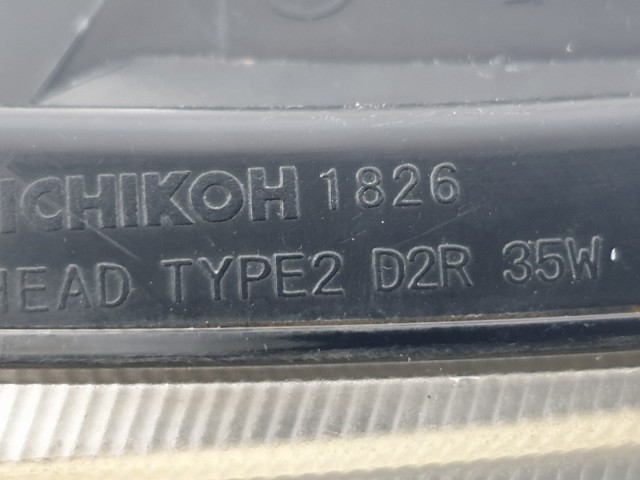 ICHIKOH 1826
HEAD TYPE2 D2R 35W